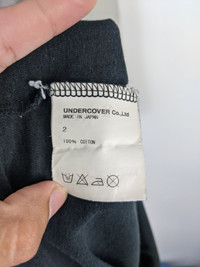 UNDERCOVER Co.,Ltd
MADE IN JAPAN
2
100% COTTON